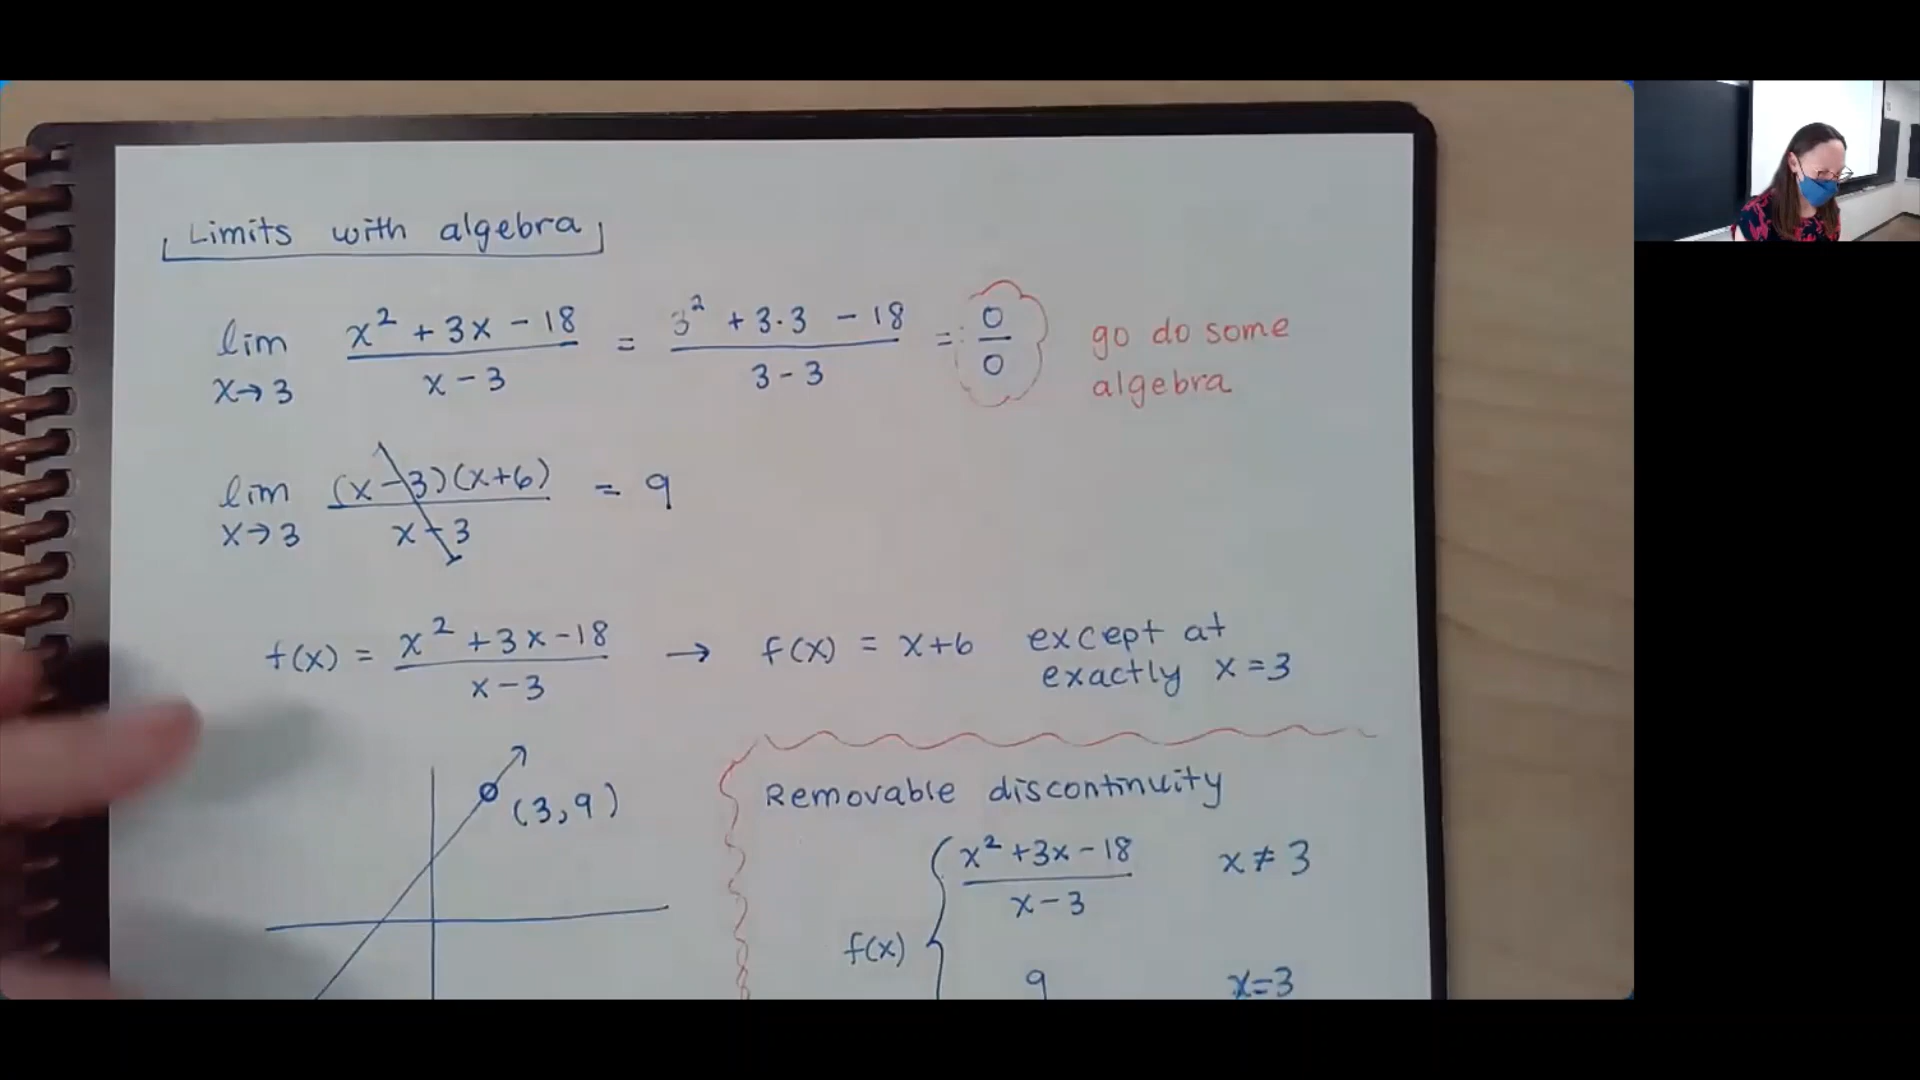 Limits with algebra
lim x→3 (x² + 3x - 18)/(x - 3) = (3² + 3·3 - 18)/(3 - 3) = 0/0 go do some algebra
lim x→3 (x-3)(x+6)/(x-3) = 9
f(x) = (x² + 3x - 18)/(x - 3) → f(x) = x+6 except at exactly x = 3
(3,9)
Removable discontinuity
f(x) { (x² + 3x - 18)/(x - 3) x ≠ 3
9 x=3